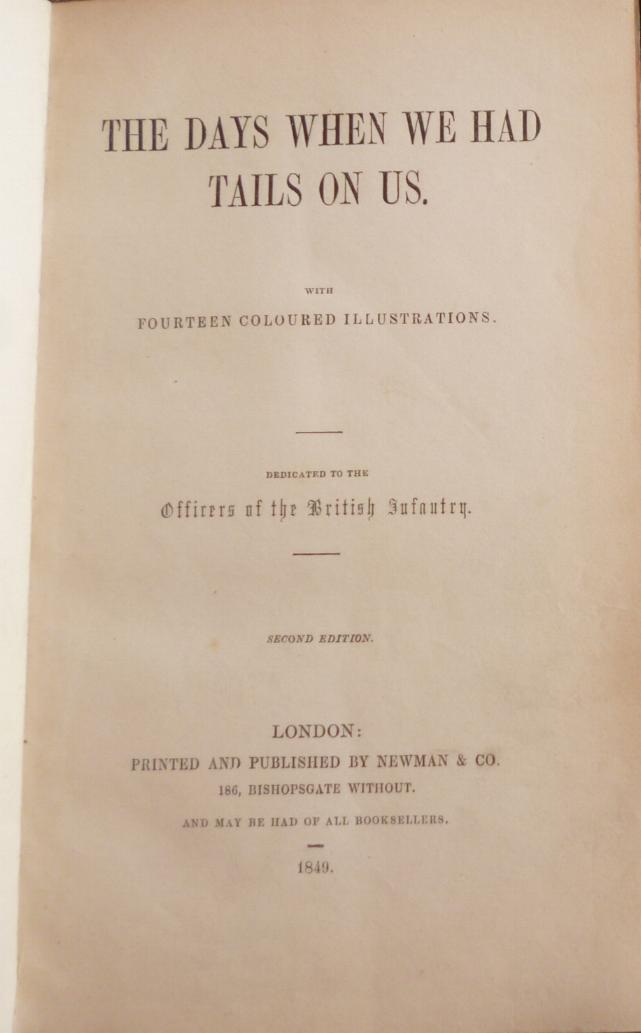 THE DAYS WHEN WE HAD
TAILS ON US.
WITH
FOURTEEN COLOURED ILLUSTRATIONS.
DEDICATED TO THE
Officers of the British Infantry.
SECOND EDITION.
LONDON:
PRINTED AND PUBLISHED BY NEWMAN & CO.
186, BISHOPSGATE WITHOUT.
AND MAY BE HAD OF ALL BOOKSELLERS.
1849.